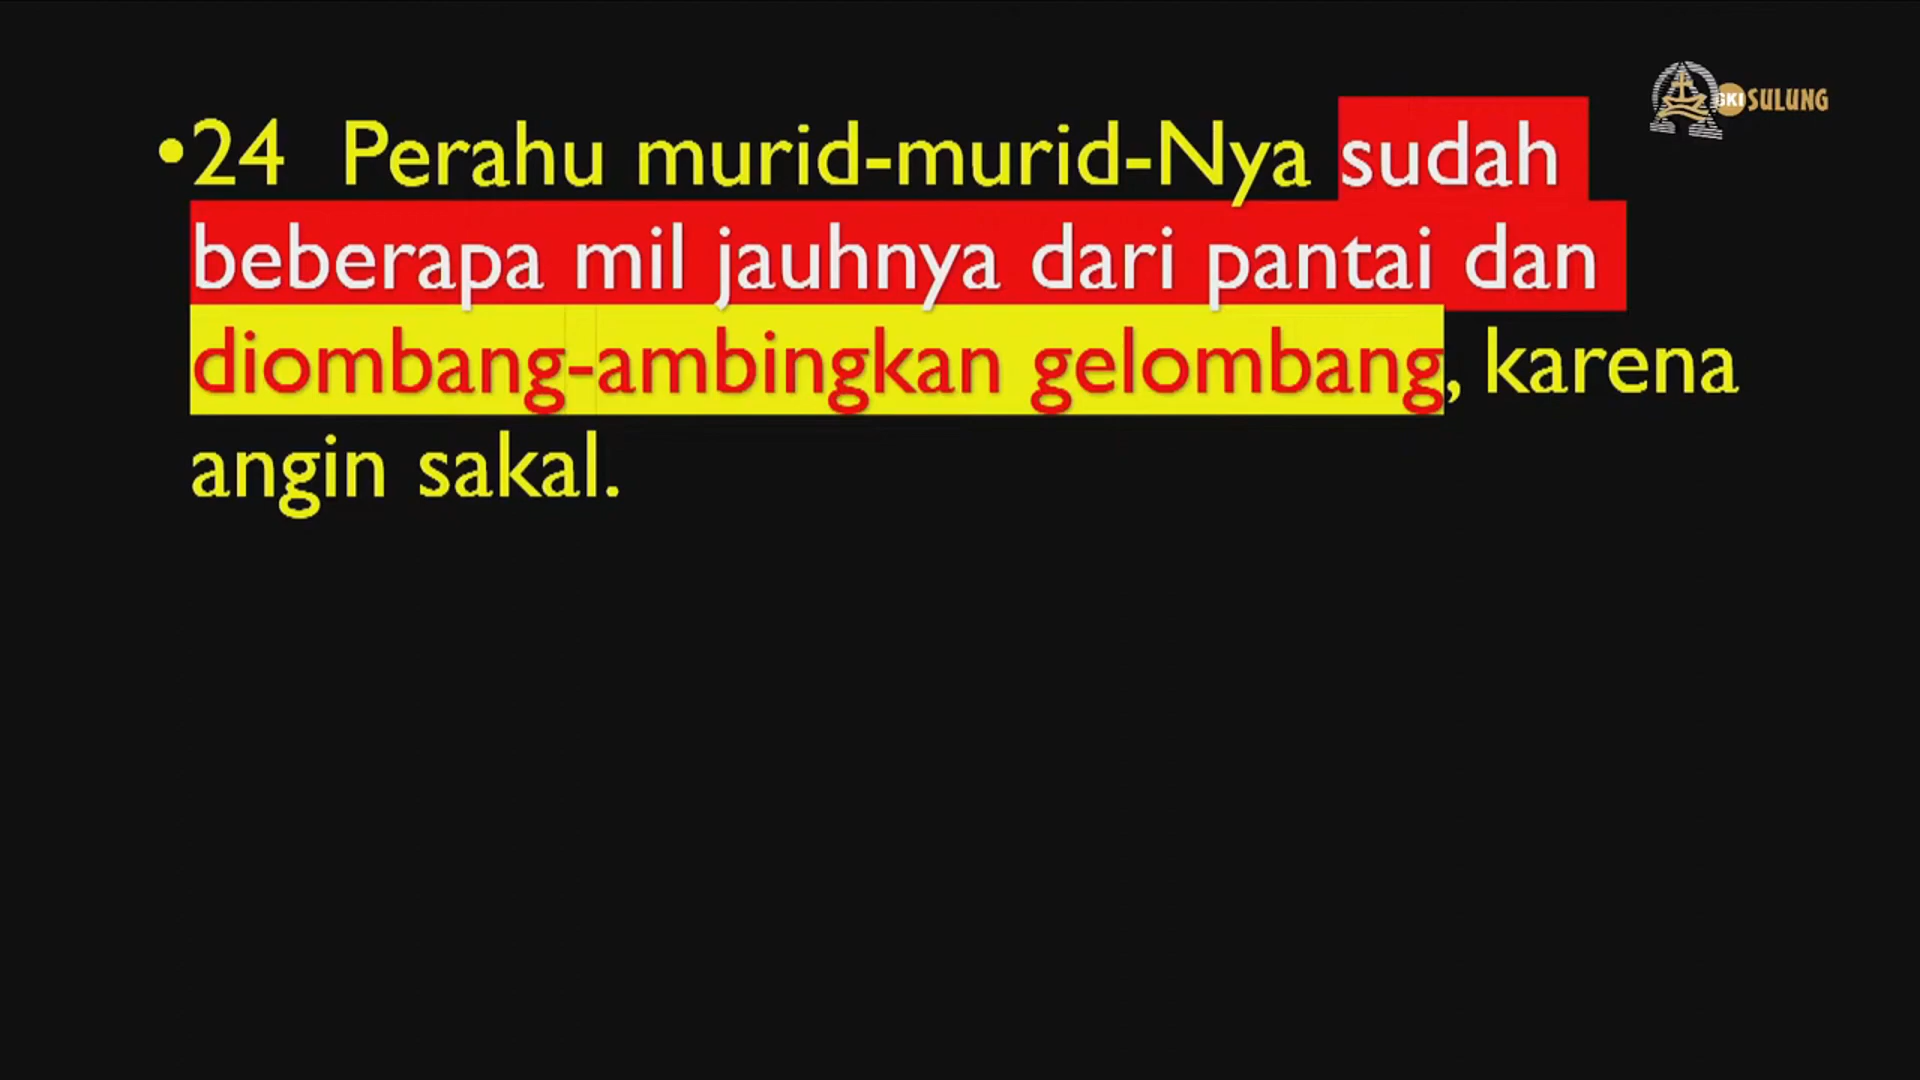 •24 Perahu murid-murid-Nya sudah
beberapa mil jauhnya dari pantai dan
diombang-ambingkan gelombang, karena
angin sakal.
GKI SULUNG